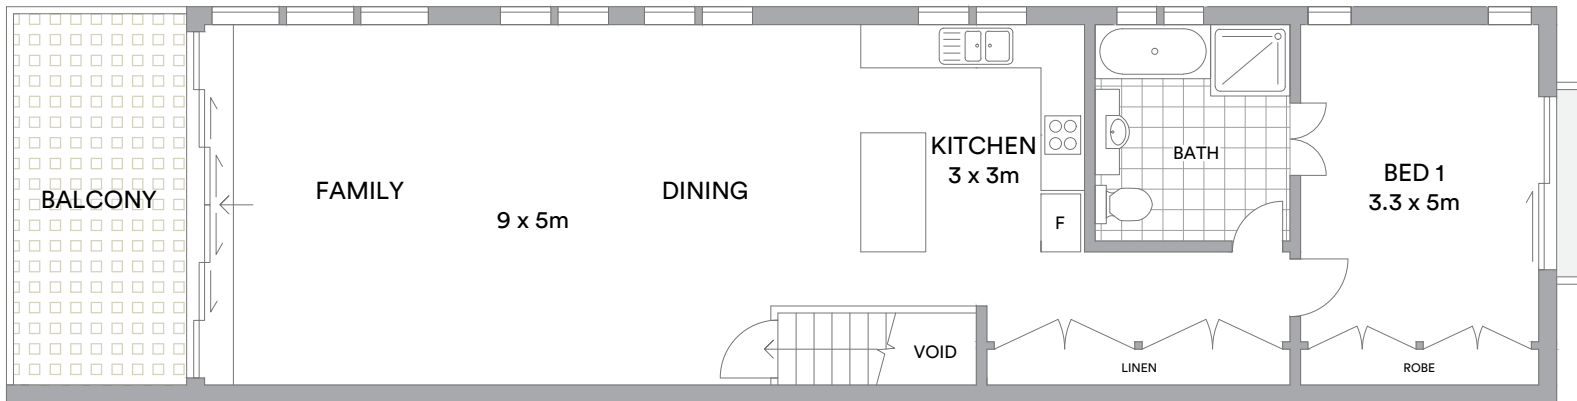 BALCONY
FAMILY
9 x 5m
DINING
KITCHEN
3 x 3m
F
BATH
BED 1
3.3 x 5m
VOID
LINEN
ROBE